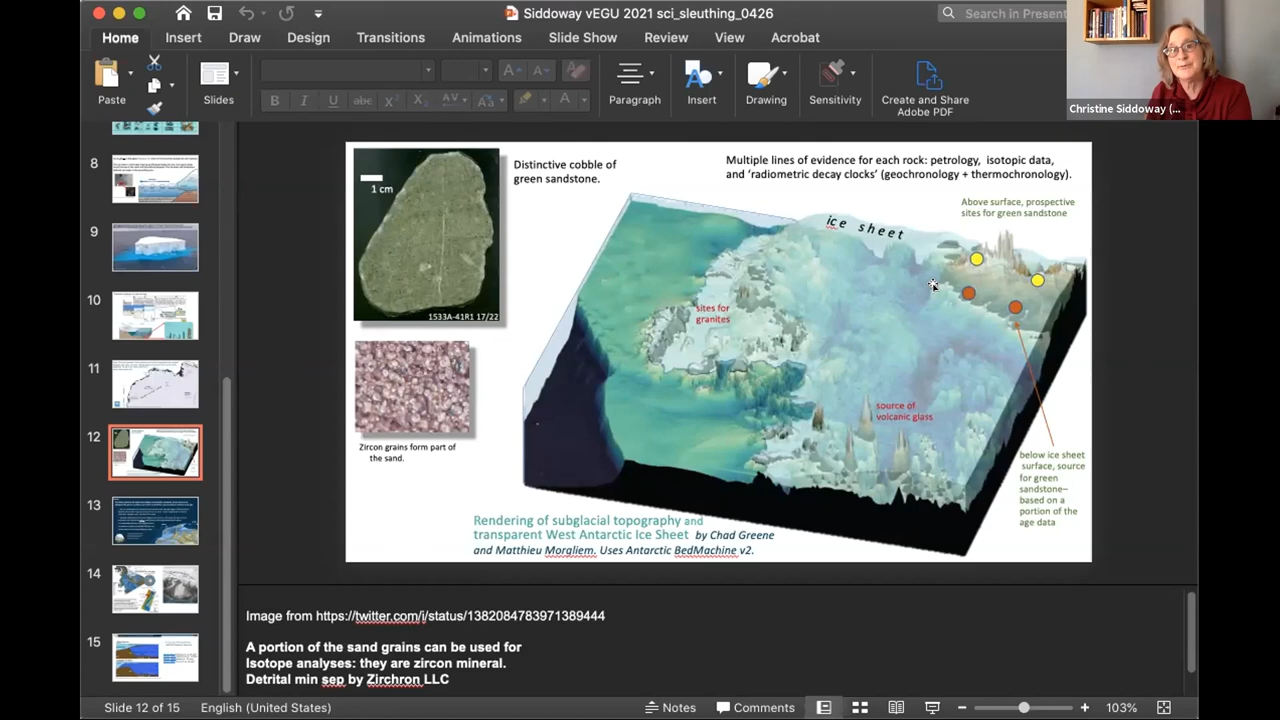 Siddoway vEGU 2021 sci_sleuthing_0426
Search in Present
Home Insert Draw Design Transitions Animations Slide Show Review View Acrobat
Paste
Slides
Paragraph
Insert
Drawing
Sensitivity
Create and Share
Adobe PDF
Christine Siddoway (...
8
9
10
11
12
13
14
15
1 cm
1533A-41R1 17/22
Distinctive cobble of
green sandstone.
Zircon grains form part of
the sand.
Multiple lines of evidence for each rock: petrology, isotopic data,
and 'radiometric decay clocks' (geochronology + thermochronology).
Above surface, prospective
sites for green sandstone
ice sheet
sites for
granites
source of
volcanic glass
below ice sheet
surface, source
for green
sandstone–
based on a
portion of the
age data
Rendering of subglacial topography and
transparent West Antarctic Ice Sheet by Chad Greene
and Matthieu Morgliem. Uses Antarctic BedMachine v2.
Image from https://twitter.com/i/status/1382084783971389444
A portion of the sand grains can be used for
Detrital min sep by Zirchron LLC
Slide 12 of 15
English (United States)
Notes
Comments
103%